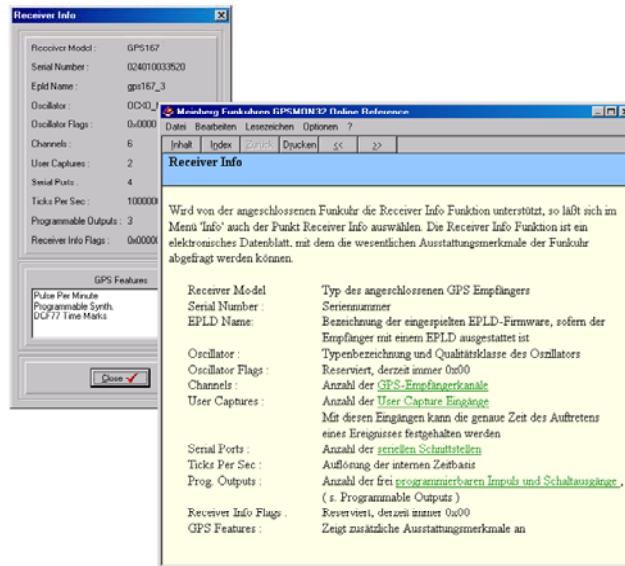 Receiver Info
Receiver Model : GPS167
Serial Number : 024010033520
Epld Name : gps167_3
Oscillator :
Oscillator Flags : 0x0000
Channels : 6
User Captures : 2
Serial Ports : 4
Ticks Per Sec :
Programmable Outputs : 3
Receiver Info Flags :
GPS Features
Pulse Per Minute
Programmable Synth.
DCF77 Time Marks
Close
Meinberg Funkuhren GPSMON32 Online Reference
Datei Bearbeiten Lesezeichen Optionen ?
Inhalt Index Zurück Drucken << >>
Receiver Info
Wird von der angeschlossenen Funkuhr die Receiver Info Funktion unterstützt, so läßt sich im
Menü 'Info' auch der Punkt Receiver Info auswählen. Die Receiver Info Funktion ist ein
elektronisches Datenblatt, mit dem die wesentlichen Ausstattungsmerkmale der Funkuhr
abgefragt werden können.
Receiver Model Typ des angeschlossenen GPS Empfängers
Serial Number : Seriennummer
EPLD Name: Bezeichnung der eingespielten EPLD-Firmware, sofern der
Empfänger mit einem EPLD ausgestattet ist
Oscillator : Typenbezeichnung und Qualitätsklasse des Oszillators
Oscillator Flags : Reserviert, derzeit immer 0x00
Channels : Anzahl der GPS-Empfängerkanäle
User Captures : Anzahl der User Capture Eingänge
Mit diesen Eingängen kann die genaue Zeit des Auftretens
eines Ereignisses festgehalten werden
Serial Ports : Anzahl der seriellen Schnittstellen
Ticks Per Sec : Auflösung der internen Zeitbasis
Prog. Outputs : Anzahl der frei programmierbaren Impuls und Schaltausgänge ,
( s. Programmable Outputs )
Receiver Info Flags . Reserviert, derzeit immer 0x00
GPS Features : Zeigt zusätzliche Ausstattungsmerkmale an